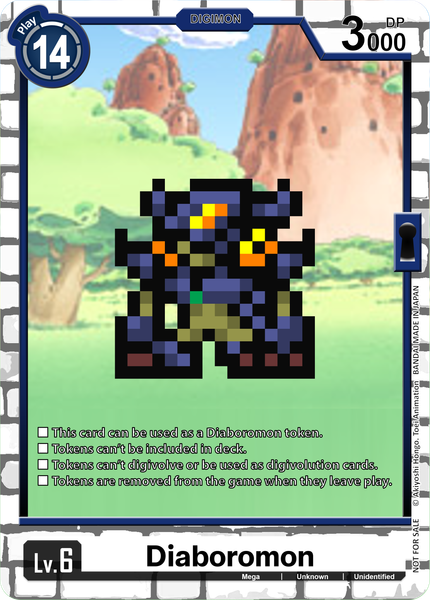 Play
14
DIGIMON
DP
3000
□ This card can be used as a Diaboromon token.
□ Tokens can't be included in deck.
□ Tokens can't digivolve or be used as digivolution cards.
□ Tokens are removed from the game when they leave play.
NOT FOR SALE © Akiyoshi Hongo, Toei Animation BANDAI MADE IN JAPAN
Lv.6
Diaboromon
Mega | Unknown | Unidentified